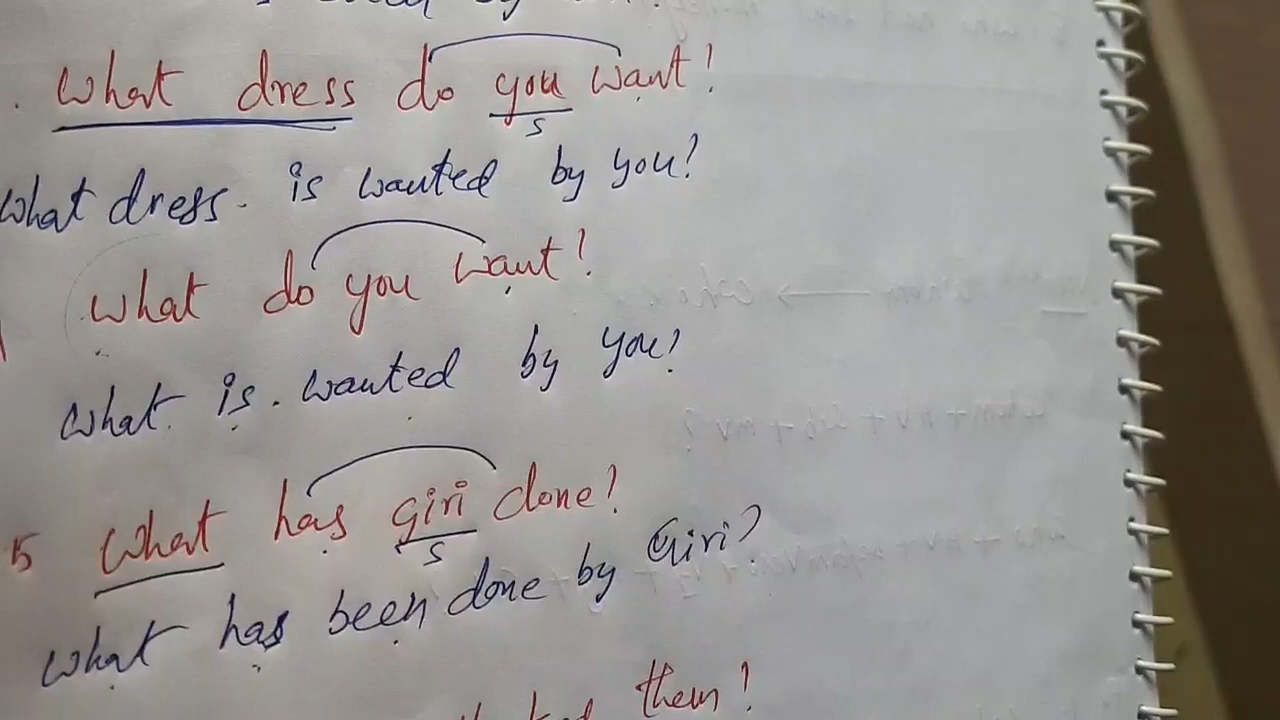 by
. What dress do you want?
s
What dress. is wanted by you?
What do you want?
What is. wanted by you?
5 What has giri done?
s
What has been done by Giri?
them?